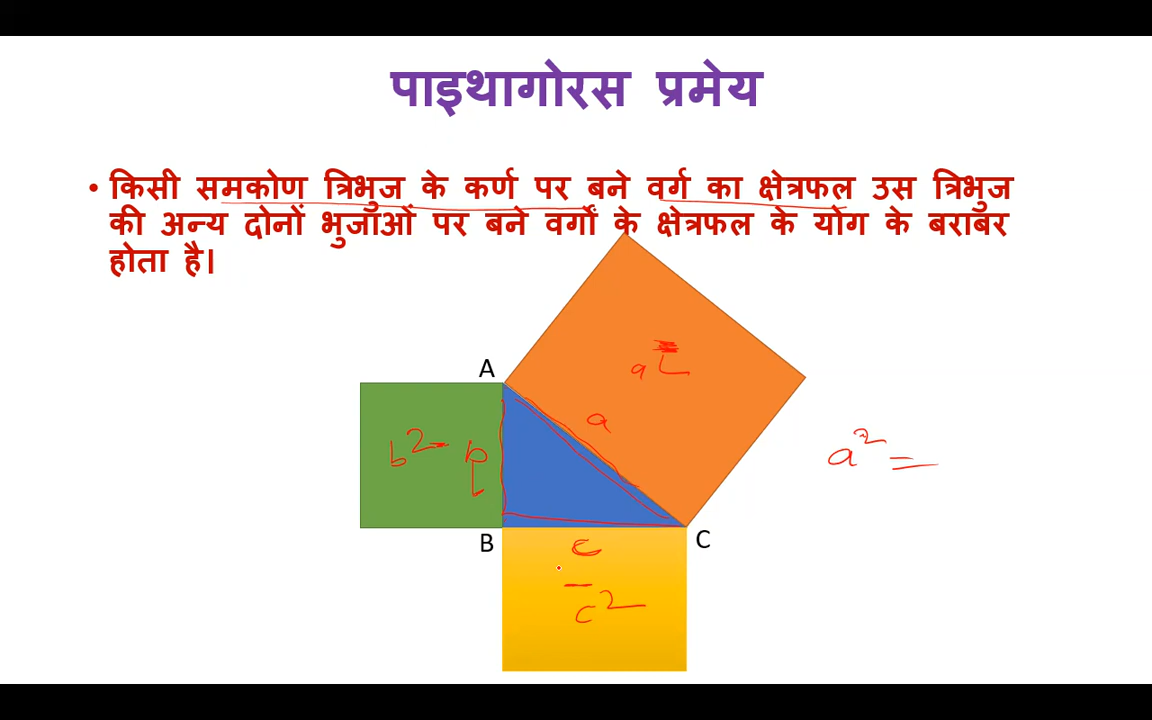 पाइथागोरस प्रमेय
• किसी समकोण त्रिभुज के कर्ण पर बने वर्ग का क्षेत्रफल उस त्रिभुज
की अन्य दोनों भुजाओं पर बने वर्गों के क्षेत्रफल के योग के बराबर
होता है।
A
a²
a
b²
b
a² =
B
c
C
c²